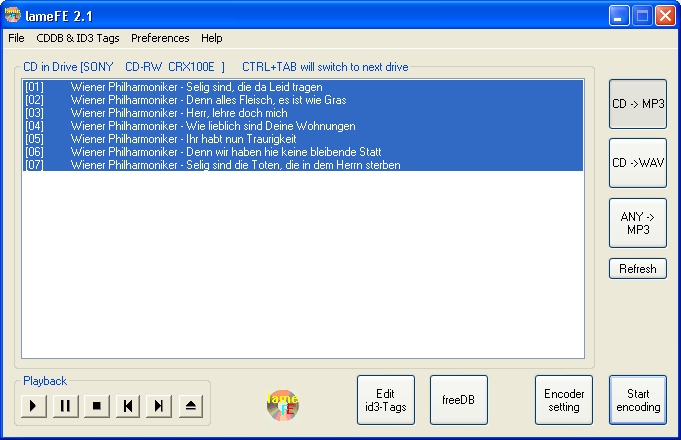 lameFE 2.1
File CDDB & ID3 Tags Preferences Help
CD in Drive [SONY CD-RW CRX100E ] CTRL+TAB will switch to next drive
[01] Wiener Philharmoniker - Selig sind, die da Leid tragen
[02] Wiener Philharmoniker - Denn alles Fleisch, es ist wie Gras
[03] Wiener Philharmoniker - Herr, lehre doch mich
[04] Wiener Philharmoniker - Wie lieblich sind Deine Wohnungen
[05] Wiener Philharmoniker - Ihr habt nun Traurigkeit
[06] Wiener Philharmoniker - Denn wir haben hie keine bleibende Statt
[07] Wiener Philharmoniker - Selig sind die Toten, die in dem Herrn sterben
CD -> MP3
CD ->WAV
ANY ->
MP3
Refresh
Playback
lame
FE
Edit
id3-Tags
freeDB
Encoder
setting
Start
encoding